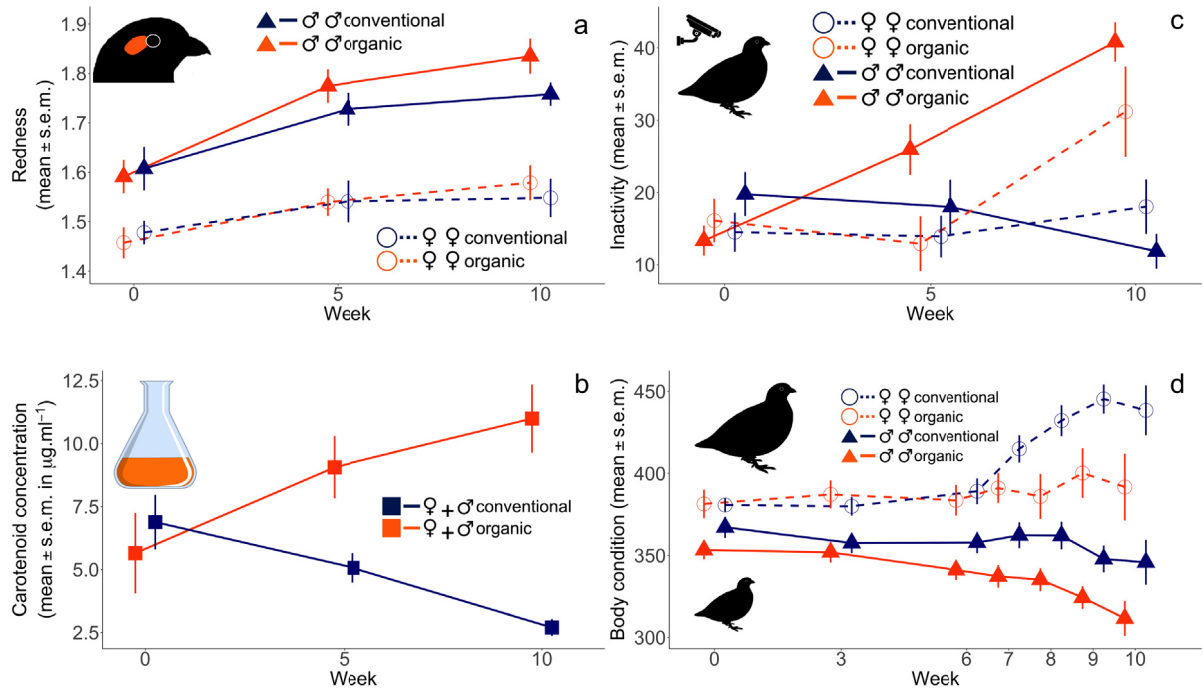 a
♂ ♂ conventional
♂ ♂ organic
1.9
1.8
1.7
1.6
1.5
1.4
Redness
(mean ± s.e.m.)
♀ ♀ conventional
♀ ♀ organic
0 5 10
Week
c
♀ ♀ conventional
♀ ♀ organic
♂ ♂ conventional
♂ ♂ organic
40
30
20
10
Inactivity (mean ± s.e.m.)
0 5 10
Week
b
12.5
10.0
7.5
5.0
2.5
Carotenoid concentration
(mean ± s.e.m. in µg.ml⁻¹)
♀+♂ conventional
♀+♂ organic
0 5 10
Week
d
♀ ♀ conventional
♀ ♀ organic
♂ ♂ conventional
♂ ♂ organic
450
400
350
300
Body condition (mean ± s.e.m.)
0 3 6 7 8 9 10
Week